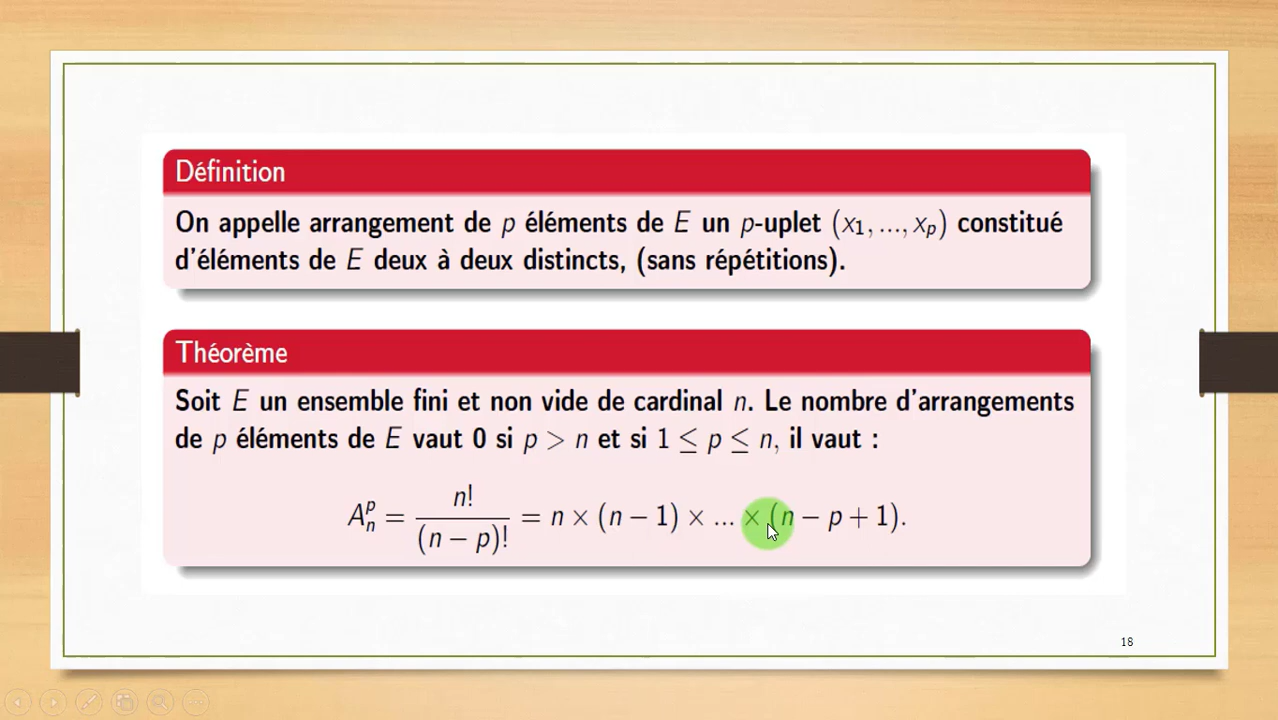 Définition
On appelle arrangement de p éléments de E un p-uplet (x₁, ..., xₚ) constitué
d'éléments de E deux à deux distincts, (sans répétitions).
Théorème
Soit E un ensemble fini et non vide de cardinal n. Le nombre d'arrangements
de p éléments de E vaut 0 si p > n et si 1 ≤ p ≤ n, il vaut :
Aₙᵖ = n!/(n − p)! = n × (n − 1) × ... × (n − p + 1).
18